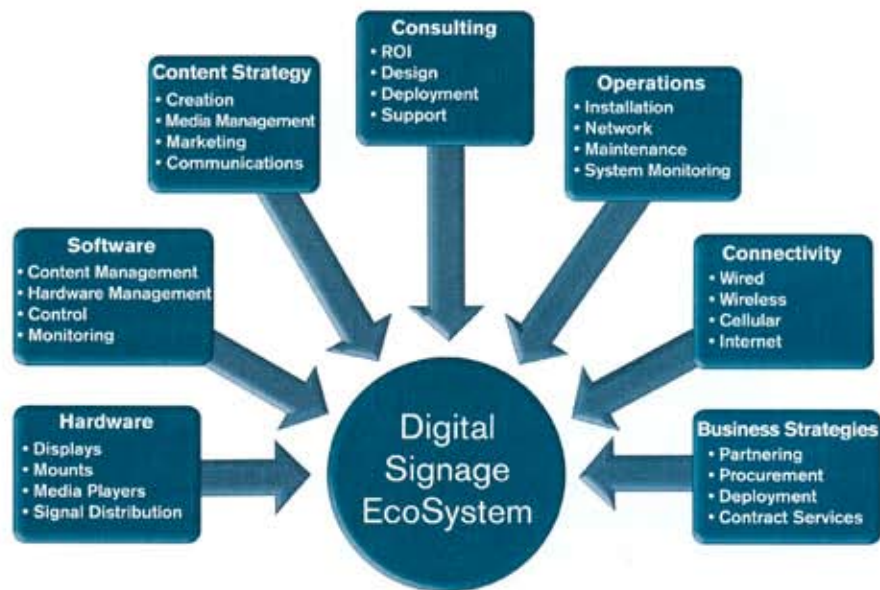 Consulting
• ROI
• Design
• Deployment
• Support
Content Strategy
• Creation
• Media Management
• Marketing
• Communications
Operations
• Installation
• Network
• Maintenance
• System Monitoring
Software
• Content Management
• Hardware Management
• Control
• Monitoring
Connectivity
• Wired
• Wireless
• Cellular
• Internet
Hardware
• Displays
• Mounts
• Media Players
• Signal Distribution
Business Strategies
• Partnering
• Procurement
• Deployment
• Contract Services
Digital
Signage
EcoSystem